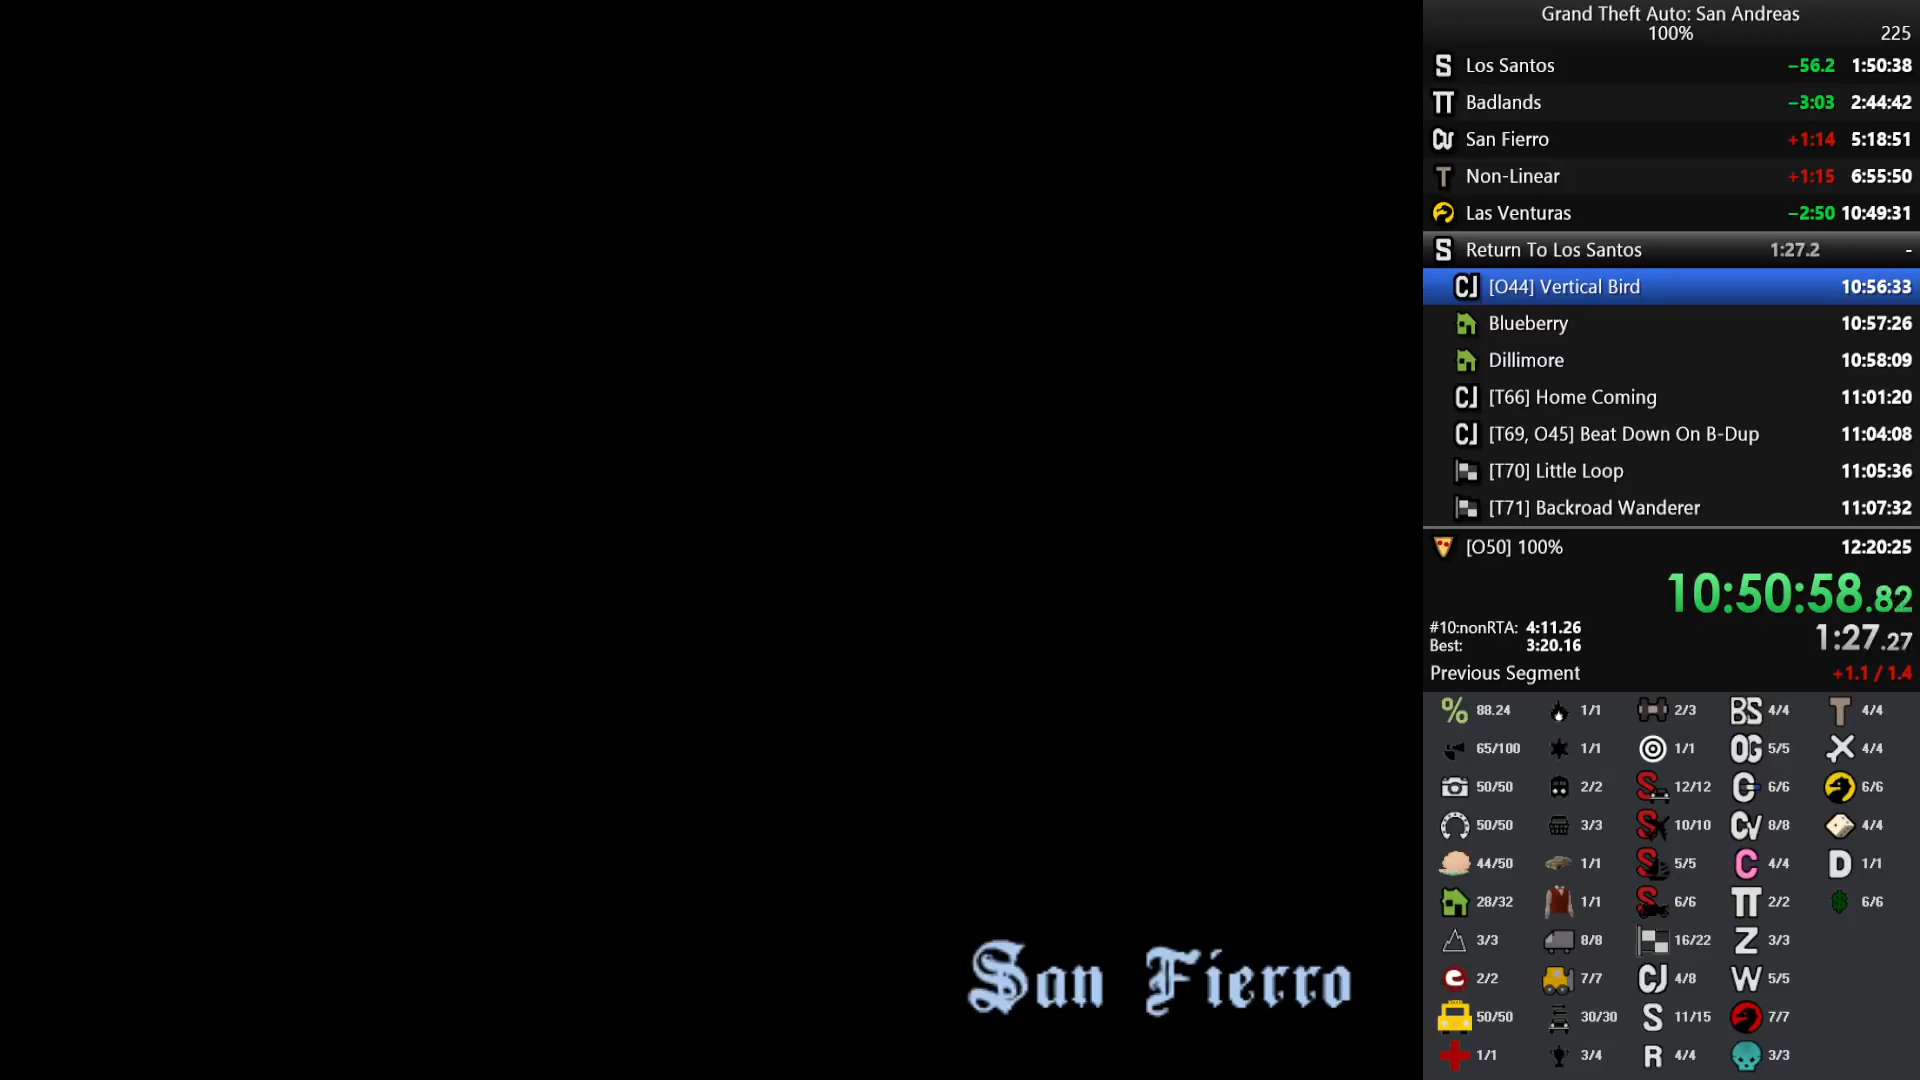 Grand Theft Auto: San Andreas
100% 225
Los Santos −56.2 1:50:38
Badlands −3:03 2:44:42
San Fierro +1:14 5:18:51
Non-Linear +1:15 6:55:50
Las Venturas −2:50 10:49:31
Return To Los Santos 1:27.2 -
[O44] Vertical Bird 10:56:33
Blueberry 10:57:26
Dillimore 10:58:09
[T66] Home Coming 11:01:20
[T69, O45] Beat Down On B-Dup 11:04:08
[T70] Little Loop 11:05:36
[T71] Backroad Wanderer 11:07:32
[O50] 100% 12:20:25
10:50:58.82
#10:nonRTA: 4:11.26
Best: 3:20.16
1:27.27
Previous Segment +1.1 / 1.4
% 88.24 1/1 2/3 BS 4/4 T 4/4
65/100 1/1 1/1 OG 5/5 4/4
50/50 2/2 S 12/12 C 6/6 6/6
50/50 3/3 S 10/10 CV 8/8 4/4
44/50 1/1 S 5/5 C 4/4 D 1/1
28/32 1/1 S 6/6 2/2 $ 6/6
3/3 8/8 16/22 Z 3/3
2/2 7/7 CJ 4/8 W 5/5
50/50 30/30 S 11/15 7/7
1/1 3/4 R 4/4 3/3
San Fierro